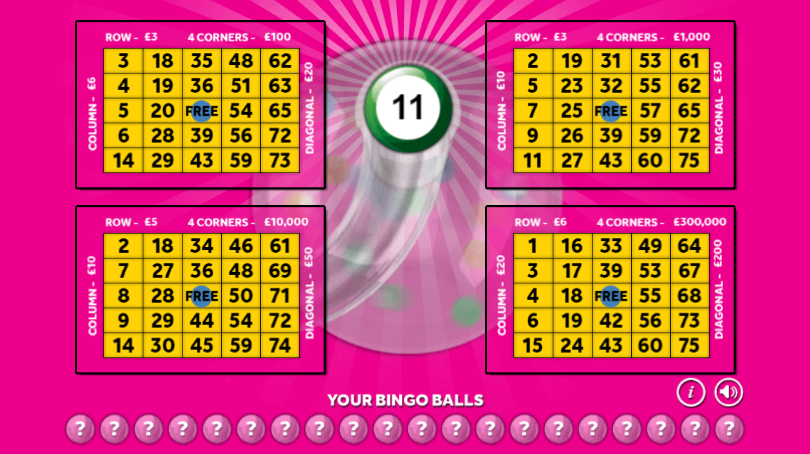 ROW - £3 4 CORNERS - £100
COLUMN - £6
3 18 35 48 62
4 19 36 51 63
5 20 FREE 54 65
6 28 39 56 72
14 29 43 59 73
DIAGONAL - £20
11
ROW - £3 4 CORNERS - £1,000
COLUMN - £10
2 19 31 53 61
5 23 32 55 62
7 25 FREE 57 65
9 26 39 59 72
11 27 43 60 75
DIAGONAL - £30
ROW - £5 4 CORNERS - £10,000
COLUMN - £10
2 18 34 46 61
7 27 36 48 69
8 28 FREE 50 71
9 29 44 54 72
14 30 45 59 74
DIAGONAL - £50
ROW - £6 4 CORNERS - £300,000
COLUMN - £20
1 16 33 49 64
3 17 39 53 67
4 18 FREE 55 68
6 19 42 56 73
15 24 43 60 75
DIAGONAL - £200
i
YOUR BINGO BALLS
? ? ? ? ? ? ? ? ? ? ? ? ? ? ? ? ? ? ? ?